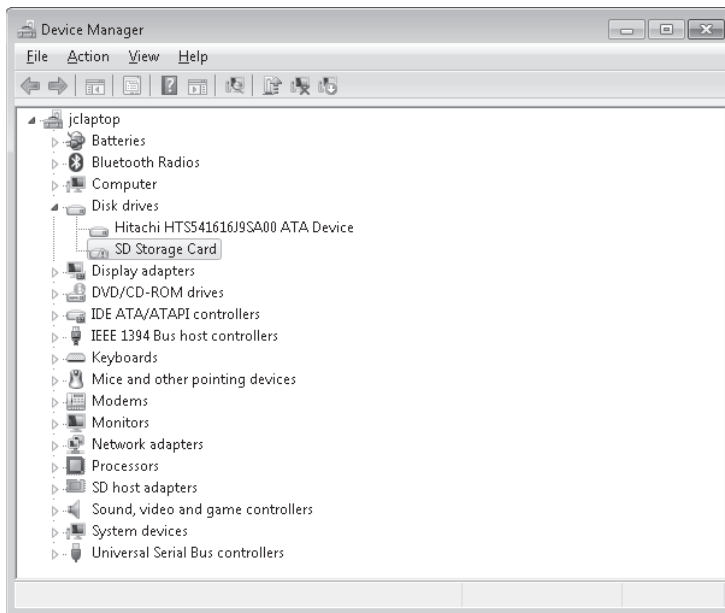 Device Manager
File Action View Help
jclaptop
Batteries
Bluetooth Radios
Computer
Disk drives
Hitachi HTS541616J9SA00 ATA Device
SD Storage Card
Display adapters
DVD/CD-ROM drives
IDE ATA/ATAPI controllers
IEEE 1394 Bus host controllers
Keyboards
Mice and other pointing devices
Modems
Monitors
Network adapters
Processors
SD host adapters
Sound, video and game controllers
System devices
Universal Serial Bus controllers